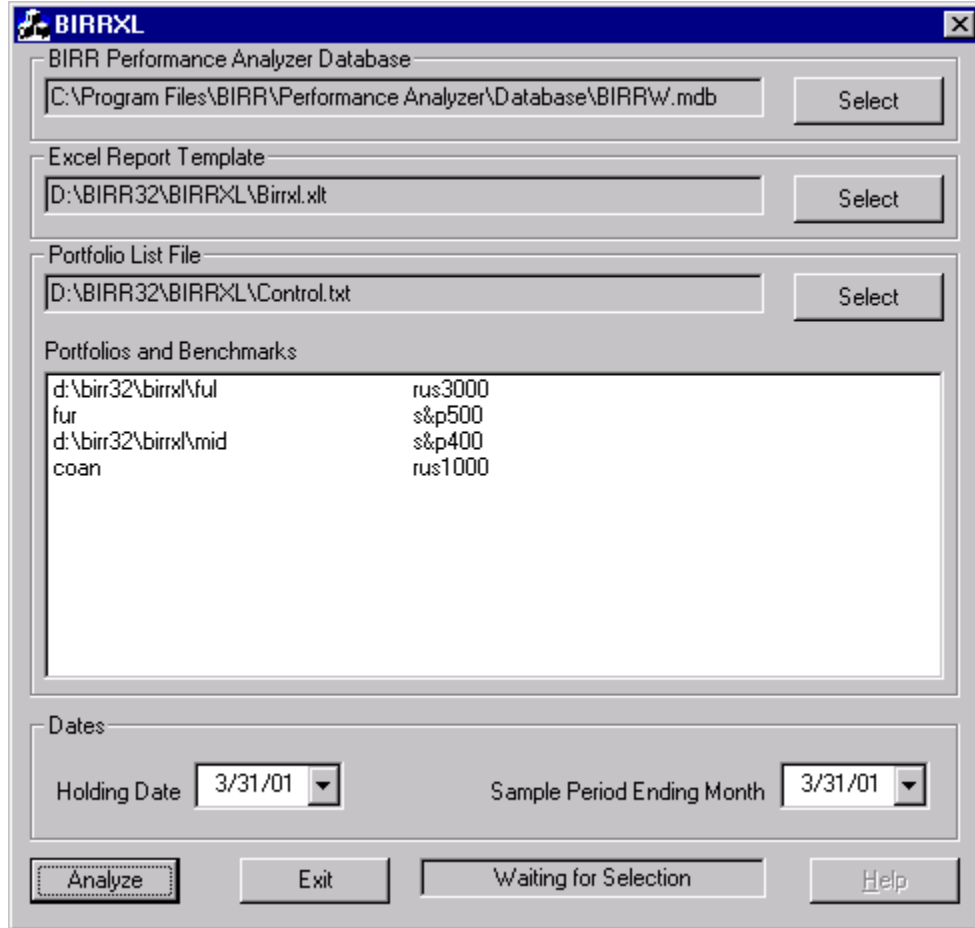 BIRRXL
BIRR Performance Analyzer Database
C:\Program Files\BIRR\Performance Analyzer\Database\BIRRW.mdb
Select
Excel Report Template
D:\BIRR32\BIRRXL\Birrxl.xlt
Select
Portfolio List File
D:\BIRR32\BIRRXL\Control.txt
Select
Portfolios and Benchmarks
d:\birr32\birrxl\ful rus3000
fur s&p500
d:\birr32\birrxl\mid s&p400
coan rus1000
Dates
Holding Date 3/31/01 Sample Period Ending Month 3/31/01
Analyze Exit Waiting for Selection Help